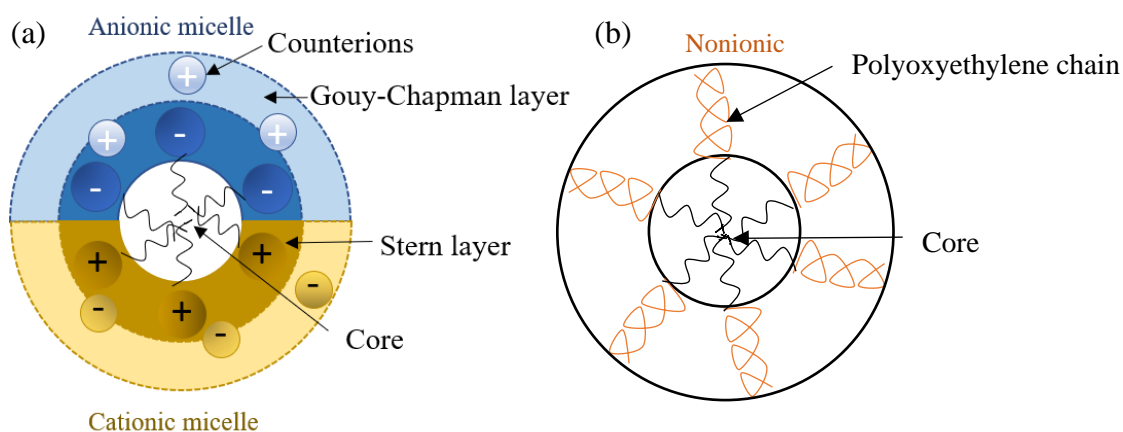 (a)
Anionic micelle
Counterions
Gouy-Chapman layer
+
+
+
-
-
-
Stern layer
+
+
+
-
-
-
Core
Cationic micelle
(b)
Nonionic
Polyoxyethylene chain
Core